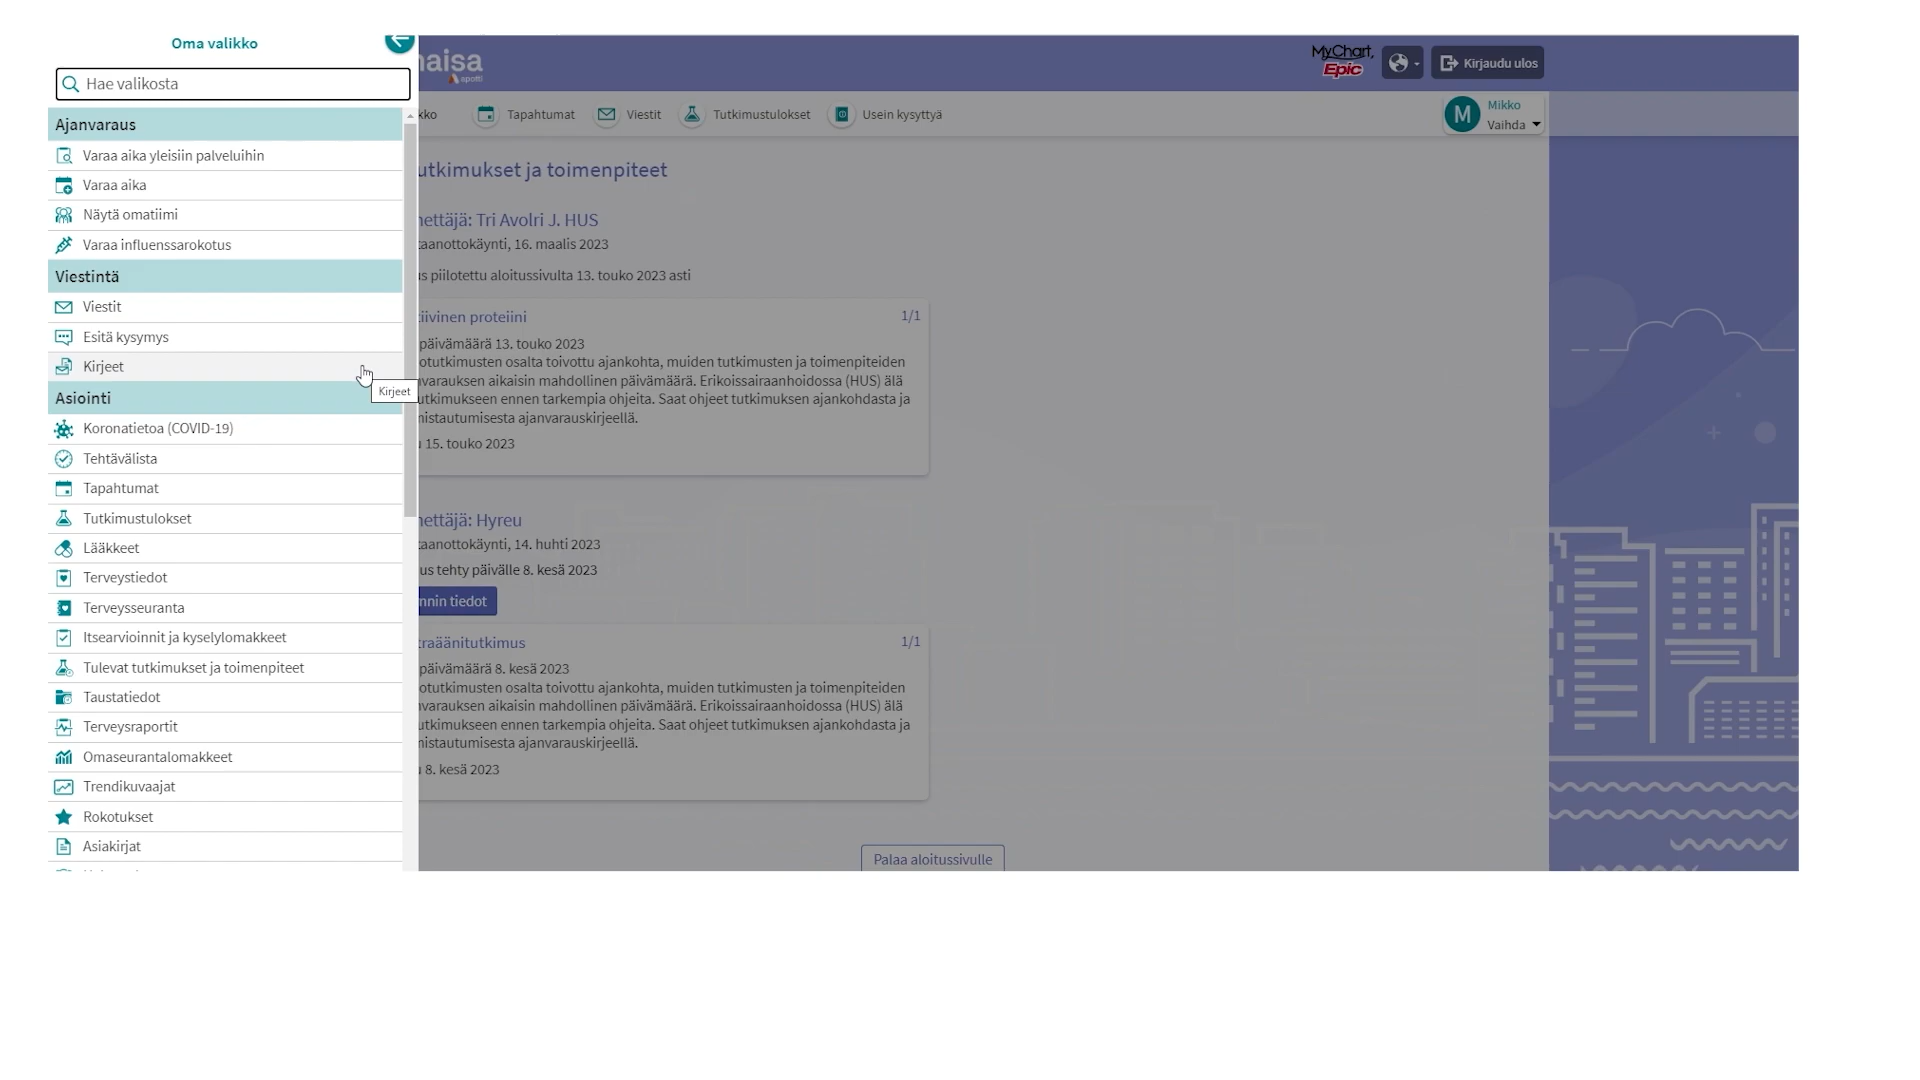 Oma valikko
Hae valikosta
Ajanvaraus
Varaa aika yleisiin palveluihin
Varaa aika
Näytä omatiimi
Varaa influenssarokotus
Viestintä
Viestit
Esitä kysymys
Kirjeet
Kirjeet
Asiointi
Koronatietoa (COVID-19)
Tehtävälista
Tapahtumat
Tutkimustulokset
Lääkkeet
Terveystiedot
Terveysseuranta
Itsearvioinnit ja kyselylomakkeet
Tulevat tutkimukset ja toimenpiteet
Taustatiedot
Terveysraportit
Omaseurantalomakkeet
Trendikuvaajat
Rokotukset
Asiakirjat
naisa
apotti
MyChart
Epic
Kirjaudu ulos
kko Tapahtumat Viestit Tutkimustulokset Usein kysyttyä
M Mikko
Vaihda
utkimukset ja toimenpiteet
nettäjä: Tri Avolri J. HUS
taanottokäynti, 16. maalis 2023
us piilotettu aloitussivulta 13. touko 2023 asti
tiivinen proteiini 1/1
päivämäärä 13. touko 2023
otutkimusten osalta toivottu ajankohta, muiden tutkimusten ja toimenpiteiden
nvarauksen aikaisin mahdollinen päivämäärä. Erikoissairaanhoidossa (HUS) älä
utkimukseen ennen tarkempia ohjeita. Saat ohjeet tutkimuksen ajankohdasta ja
mistautumisesta ajanvarauskirjeellä.
u 15. touko 2023
nettäjä: Hyreu
taanottokäynti, 14. huhti 2023
us tehty päivälle 8. kesä 2023
nnin tiedot
traäänitutkimus 1/1
päivämäärä 8. kesä 2023
otutkimusten osalta toivottu ajankohta, muiden tutkimusten ja toimenpiteiden
nvarauksen aikaisin mahdollinen päivämäärä. Erikoissairaanhoidossa (HUS) älä
utkimukseen ennen tarkempia ohjeita. Saat ohjeet tutkimuksen ajankohdasta ja
mistautumisesta ajanvarauskirjeellä.
u 8. kesä 2023
Palaa aloitussivulle